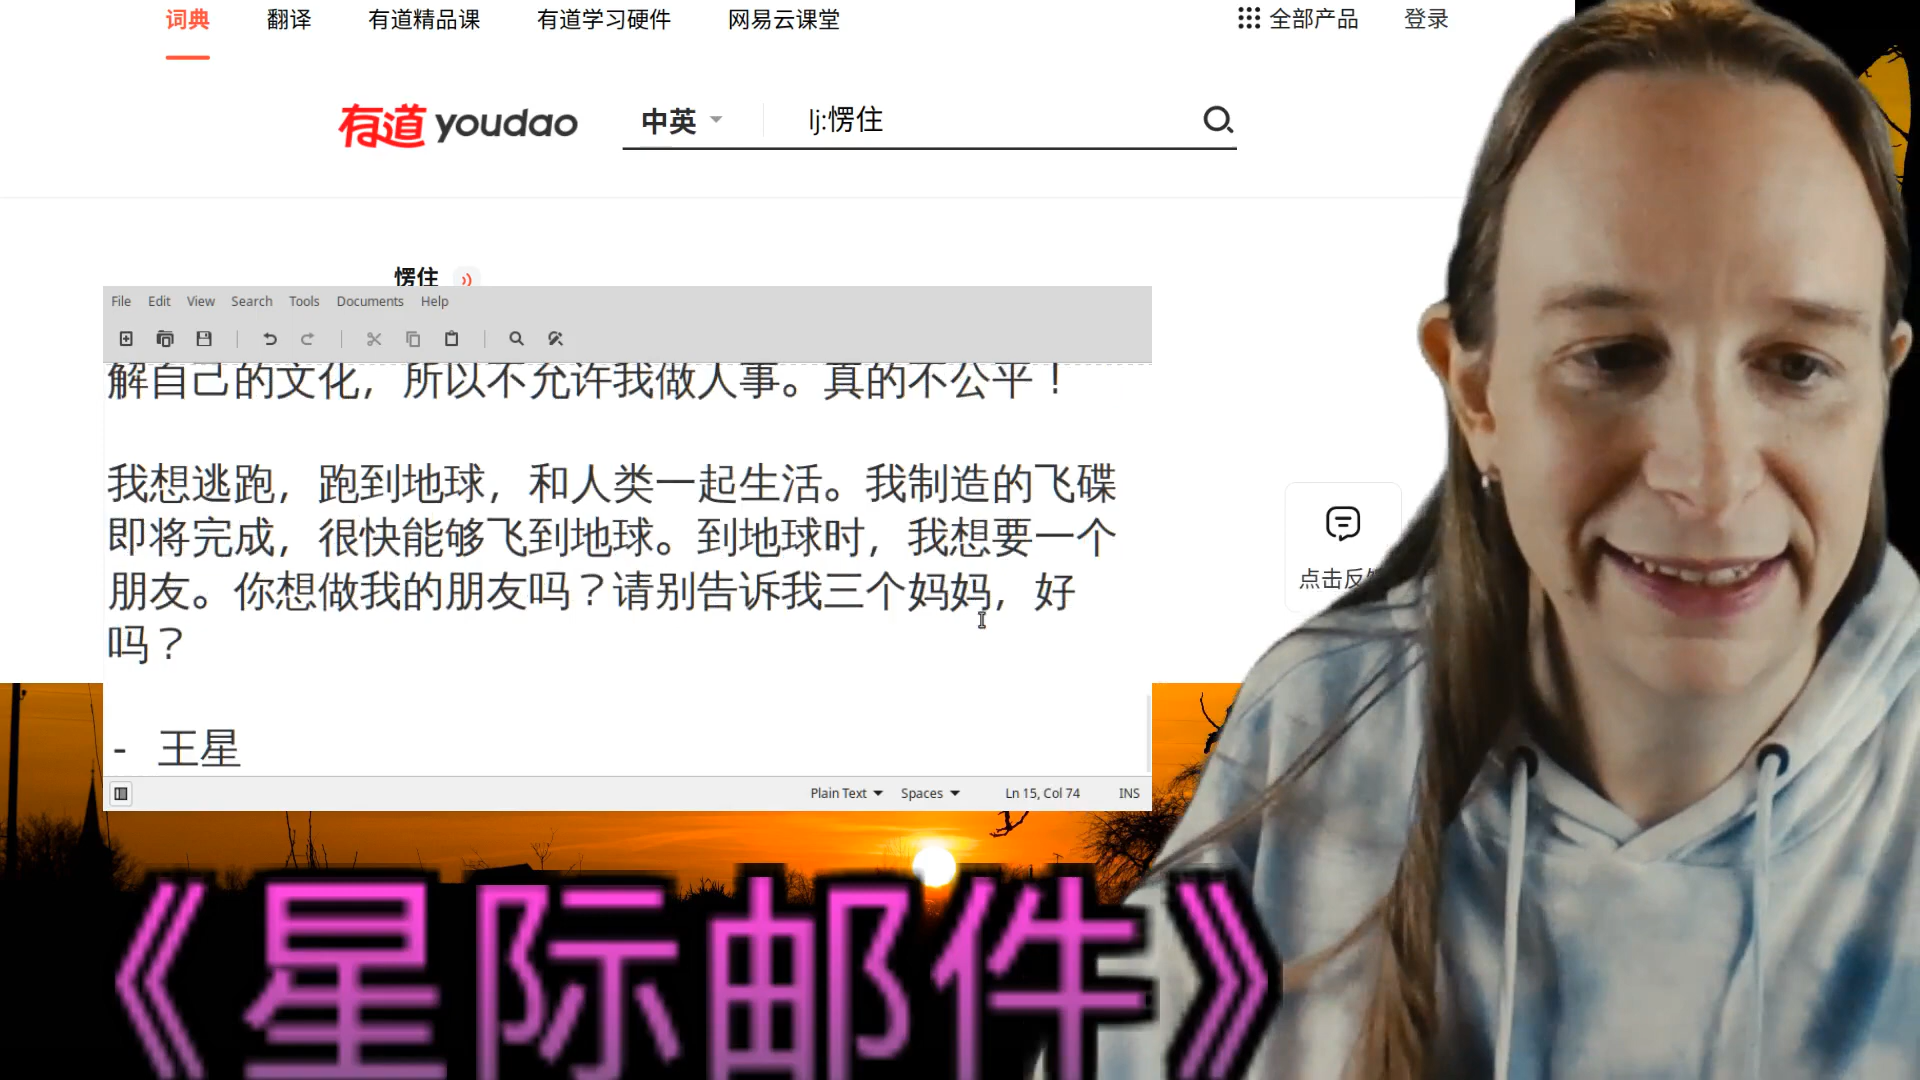 词典 翻译 有道精品课 有道学习硬件 网易云课堂 全部产品 登录
有道 youdao 中英 lj:愣住
愣住
File Edit View Search Tools Documents Help
解自己的文化，所以不允许我做人事。真的不公平！
我想逃跑，跑到地球，和人类一起生活。我制造的飞碟
即将完成，很快能够飞到地球。到地球时，我想要一个
朋友。你想做我的朋友吗？请别告诉我三个妈妈，好
吗？
- 王星
点击反馈
Plain Text Spaces Ln 15, Col 74 INS
《星际邮件》